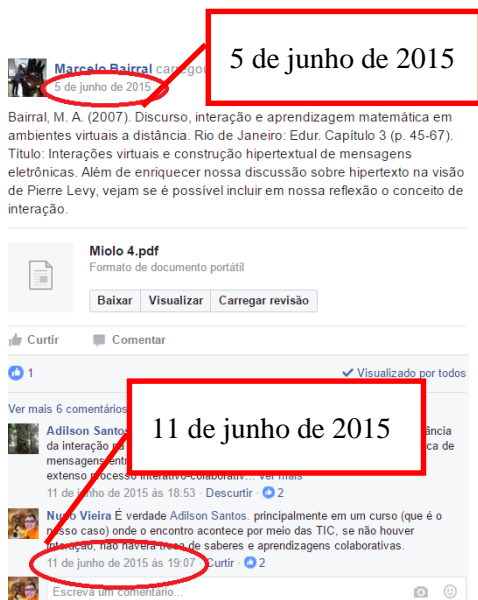 5 de junho de 2015
Marcelo Bairral carregou
5 de junho de 2015
Bairral, M. A. (2007). Discurso, interação e aprendizagem matemática em
ambientes virtuais a distância. Rio de Janeiro: Edur. Capítulo 3 (p. 45-67).
Título: Interações virtuais e construção hipertextual de mensagens
eletrônicas. Além de enriquecer nossa discussão sobre hipertexto na visão
de Pierre Levy, vejam se é possível incluir em nossa reflexão o conceito de
interação.
Miolo 4.pdf
Formato de documento portátil
Baixar Visualizar Carregar revisão
Curtir Comentar
1 Visualizado por todos
Ver mais 6 comentários
11 de junho de 2015
Adilson Santos
da interação ca de
mensagens
extenso processo interativo-colaborativ... Ver mais
11 de junho de 2015 às 18:53 · Descurtir · 2
Nuno Vieira É verdade Adilson Santos. principalmente em um curso (que é o
nosso caso) onde o encontro acontece por meio das TIC, se não houver
interação, não haverá troca de saberes e aprendizagens colaborativas.
11 de junho de 2015 às 19:07 · Curtir · 2
Escreva um comentário...